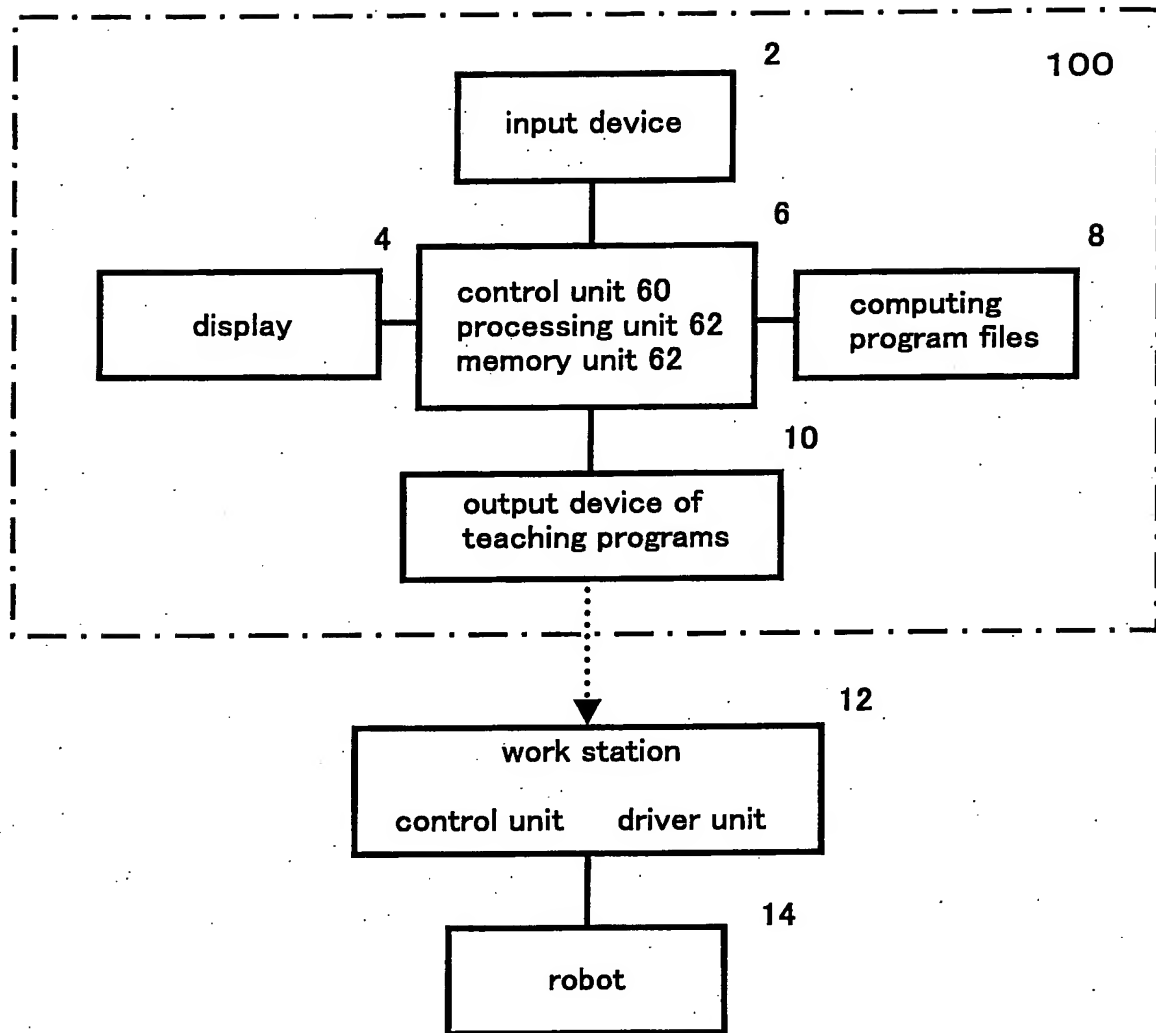 2
100
input device
6
4
8
control unit 60
processing unit 62
memory unit 62
display
computing
program files
10
output device of
teaching programs
12
work station
control unit driver unit
14
robot